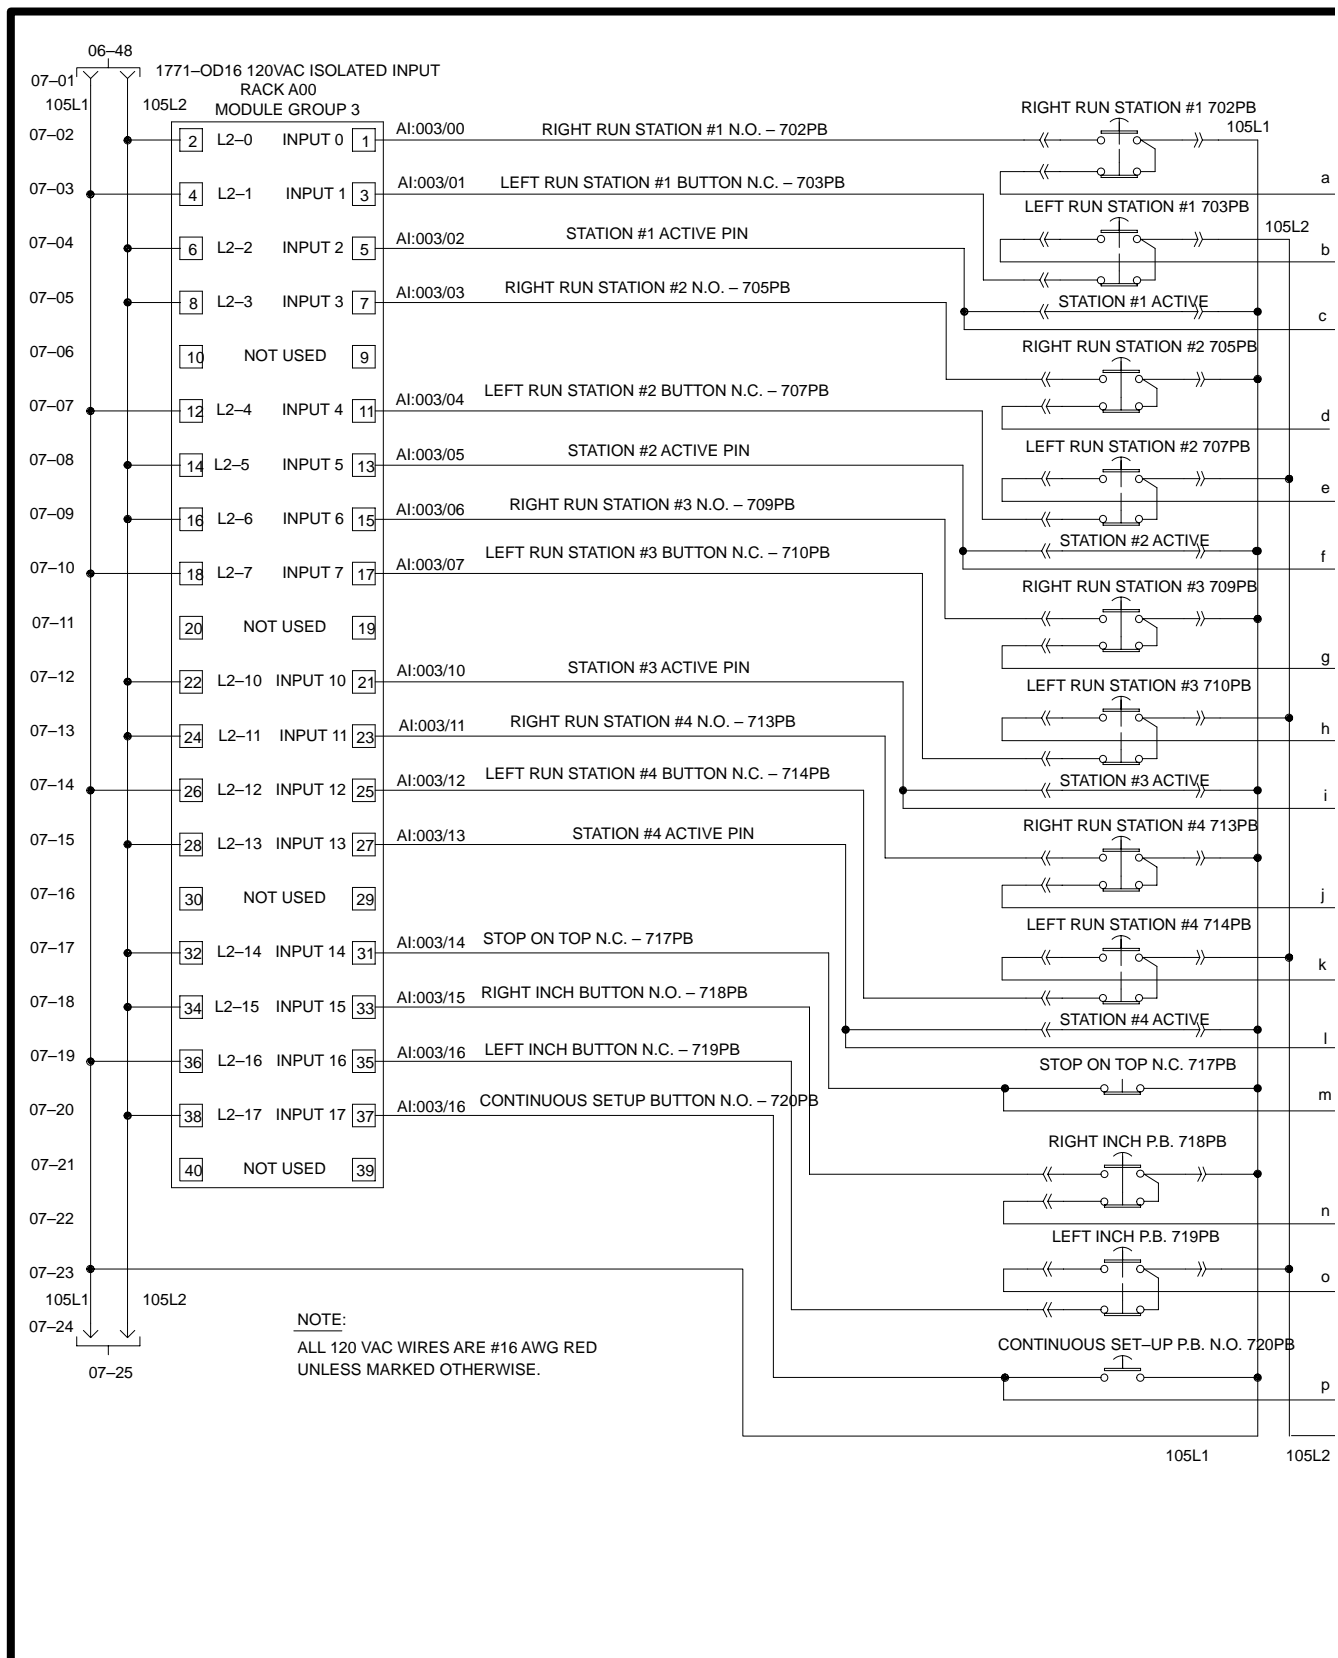 06–48
07–01
1771–OD16 120VAC ISOLATED INPUT
RACK A00
105L1
105L2
MODULE GROUP 3
RIGHT RUN STATION #1 702PB
105L1
07–02
2 L2–0 INPUT 0 1
AI:003/00
RIGHT RUN STATION #1 N.O. – 702PB
07–03
4 L2–1 INPUT 1 3
AI:003/01
LEFT RUN STATION #1 BUTTON N.C. – 703PB
a
LEFT RUN STATION #1 703PB
105L2
07–04
6 L2–2 INPUT 2 5
AI:003/02
STATION #1 ACTIVE PIN
b
07–05
8 L2–3 INPUT 3 7
AI:003/03
RIGHT RUN STATION #2 N.O. – 705PB
STATION #1 ACTIVE
c
07–06
10 NOT USED 9
RIGHT RUN STATION #2 705PB
07–07
12 L2–4 INPUT 4 11
AI:003/04
LEFT RUN STATION #2 BUTTON N.C. – 707PB
d
07–08
14 L2–5 INPUT 5 13
AI:003/05
STATION #2 ACTIVE PIN
LEFT RUN STATION #2 707PB
e
07–09
16 L2–6 INPUT 6 15
AI:003/06
RIGHT RUN STATION #3 N.O. – 709PB
STATION #2 ACTIVE
f
07–10
18 L2–7 INPUT 7 17
AI:003/07
LEFT RUN STATION #3 BUTTON N.C. – 710PB
RIGHT RUN STATION #3 709PB
07–11
20 NOT USED 19
g
07–12
22 L2–10 INPUT 10 21
AI:003/10
STATION #3 ACTIVE PIN
LEFT RUN STATION #3 710PB
07–13
24 L2–11 INPUT 11 23
AI:003/11
RIGHT RUN STATION #4 N.O. – 713PB
h
07–14
26 L2–12 INPUT 12 25
AI:003/12
LEFT RUN STATION #4 BUTTON N.C. – 714PB
STATION #3 ACTIVE
i
07–15
28 L2–13 INPUT 13 27
AI:003/13
STATION #4 ACTIVE PIN
RIGHT RUN STATION #4 713PB
07–16
30 NOT USED 29
j
07–17
32 L2–14 INPUT 14 31
AI:003/14
STOP ON TOP N.C. – 717PB
LEFT RUN STATION #4 714PB
k
07–18
34 L2–15 INPUT 15 33
AI:003/15
RIGHT INCH BUTTON N.O. – 718PB
STATION #4 ACTIVE
l
07–19
36 L2–16 INPUT 16 35
AI:003/16
LEFT INCH BUTTON N.C. – 719PB
STOP ON TOP N.C. 717PB
m
07–20
38 L2–17 INPUT 17 37
AI:003/16
CONTINUOUS SETUP BUTTON N.O. – 720PB
RIGHT INCH P.B. 718PB
07–21
40 NOT USED 39
07–22
n
LEFT INCH P.B. 719PB
07–23
o
105L1
105L2
07–24
NOTE:
ALL 120 VAC WIRES ARE #16 AWG RED
UNLESS MARKED OTHERWISE.
CONTINUOUS SET–UP P.B. N.O. 720PB
07–25
p
105L1
105L2